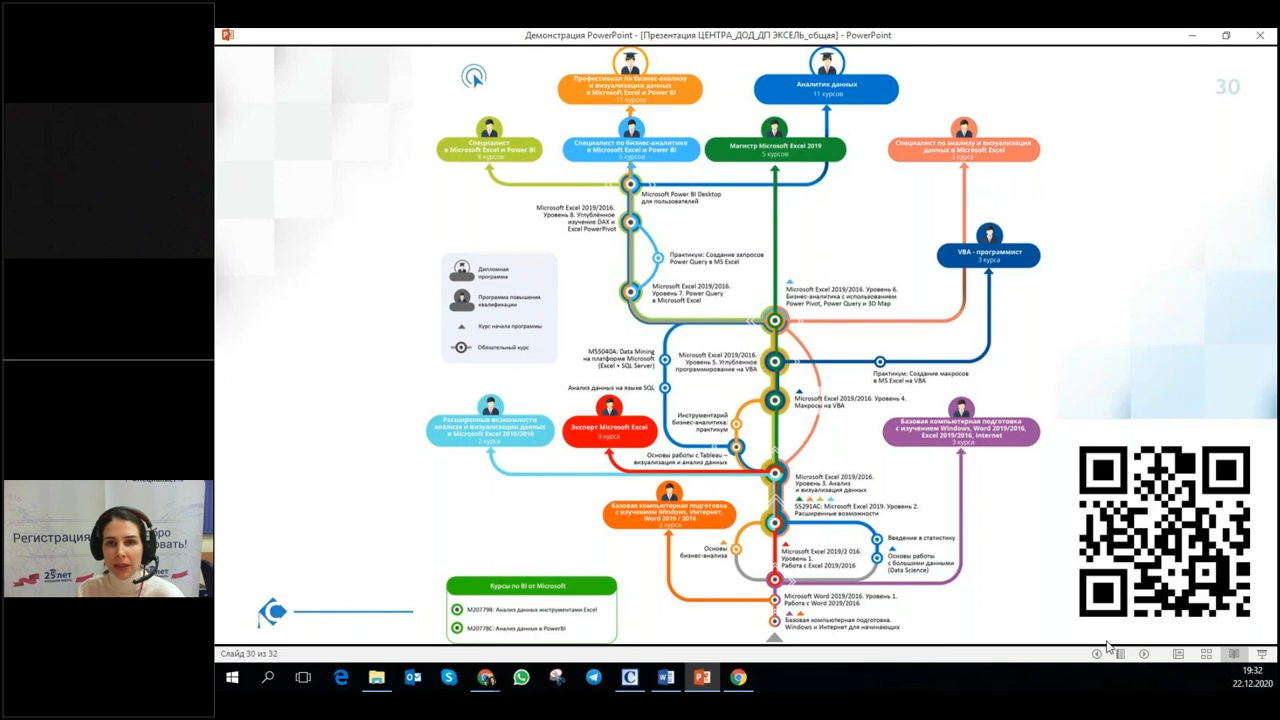 Демонстрация PowerPoint - [Презентация ЦЕНТРА_ДОД_ДП ЭКСЕЛЬ_общая] - PowerPoint
30
Профессионал по бизнес-анализу
и визуализации данных
в Microsoft Excel и Power BI
11 курсов
Аналитик данных
11 курсов
Специалист
в Microsoft Excel и Power BI
8 курсов
Специалист по бизнес-аналитике
в Microsoft Excel и Power BI
5 курсов
Магистр Microsoft Excel 2019
5 курсов
Специалист по анализу и визуализации
данных в Microsoft Excel
2 курса
Microsoft Power BI Desktop
для пользователей
Microsoft Excel 2019/2016.
Уровень 8. Углублённое
изучение DAX и
Excel PowerPivot
Практикум: Создание запросов
Power Query в MS Excel
VBA - программист
3 курса
Дипломная
программа
Программа повышения
квалификации
Курс начала программы
Обязательный курс
Microsoft Excel 2019/2016.
Уровень 7. Power Query
в Microsoft Excel
Microsoft Excel 2019/2016. Уровень 6.
Бизнес-аналитика с использованием
Power Pivot, Power Query и 3D Map
M55040A: Data Mining
на платформе Microsoft
(Excel + SQL Server)
Microsoft Excel 2019/2016.
Уровень 5. Углубленное
программирование на VBA
Практикум: Создание макросов
в MS Excel на VBA
Анализ данных на языке SQL
Microsoft Excel 2019/2016. Уровень 4.
Макросы на VBA
Расширенные возможности
анализа и визуализации данных
в Microsoft Excel 2019/2016
2 курса
Эксперт Microsoft Excel
3 курса
Инструментарий
бизнес-аналитика:
практикум
Базовая компьютерная подготовка
с изучением Windows, Word 2019/2016,
Excel 2019/2016, Internet
3 курса
Основы работы с Tableau –
визуализация и анализ данных
Microsoft Excel 2019/2016.
Уровень 3. Анализ
и визуализация данных
Базовая компьютерная подготовка
с изучением Windows, Интернет,
Word 2019 / 2016
2 курса
55291AC: Microsoft Excel 2019. Уровень 2.
Расширенные возможности
Введение в статистику
Основы
бизнес-анализа
Microsoft Excel 2019/2 016.
Уровень 1.
Работа с Excel 2019/2016
Основы работы
с большими данными
(Data Science)
Курсы по BI от Microsoft
M20779B: Анализ данных инструментами Excel
M20778C: Анализ данных в PowerBI
Microsoft Word 2019/2016. Уровень 1.
Работа с Word 2019/2016
Базовая компьютерная подготовка.
Windows и Интернет для начинающих
Регистрация
25 лет
Слайд 30 из 32
19:32
22.12.2020